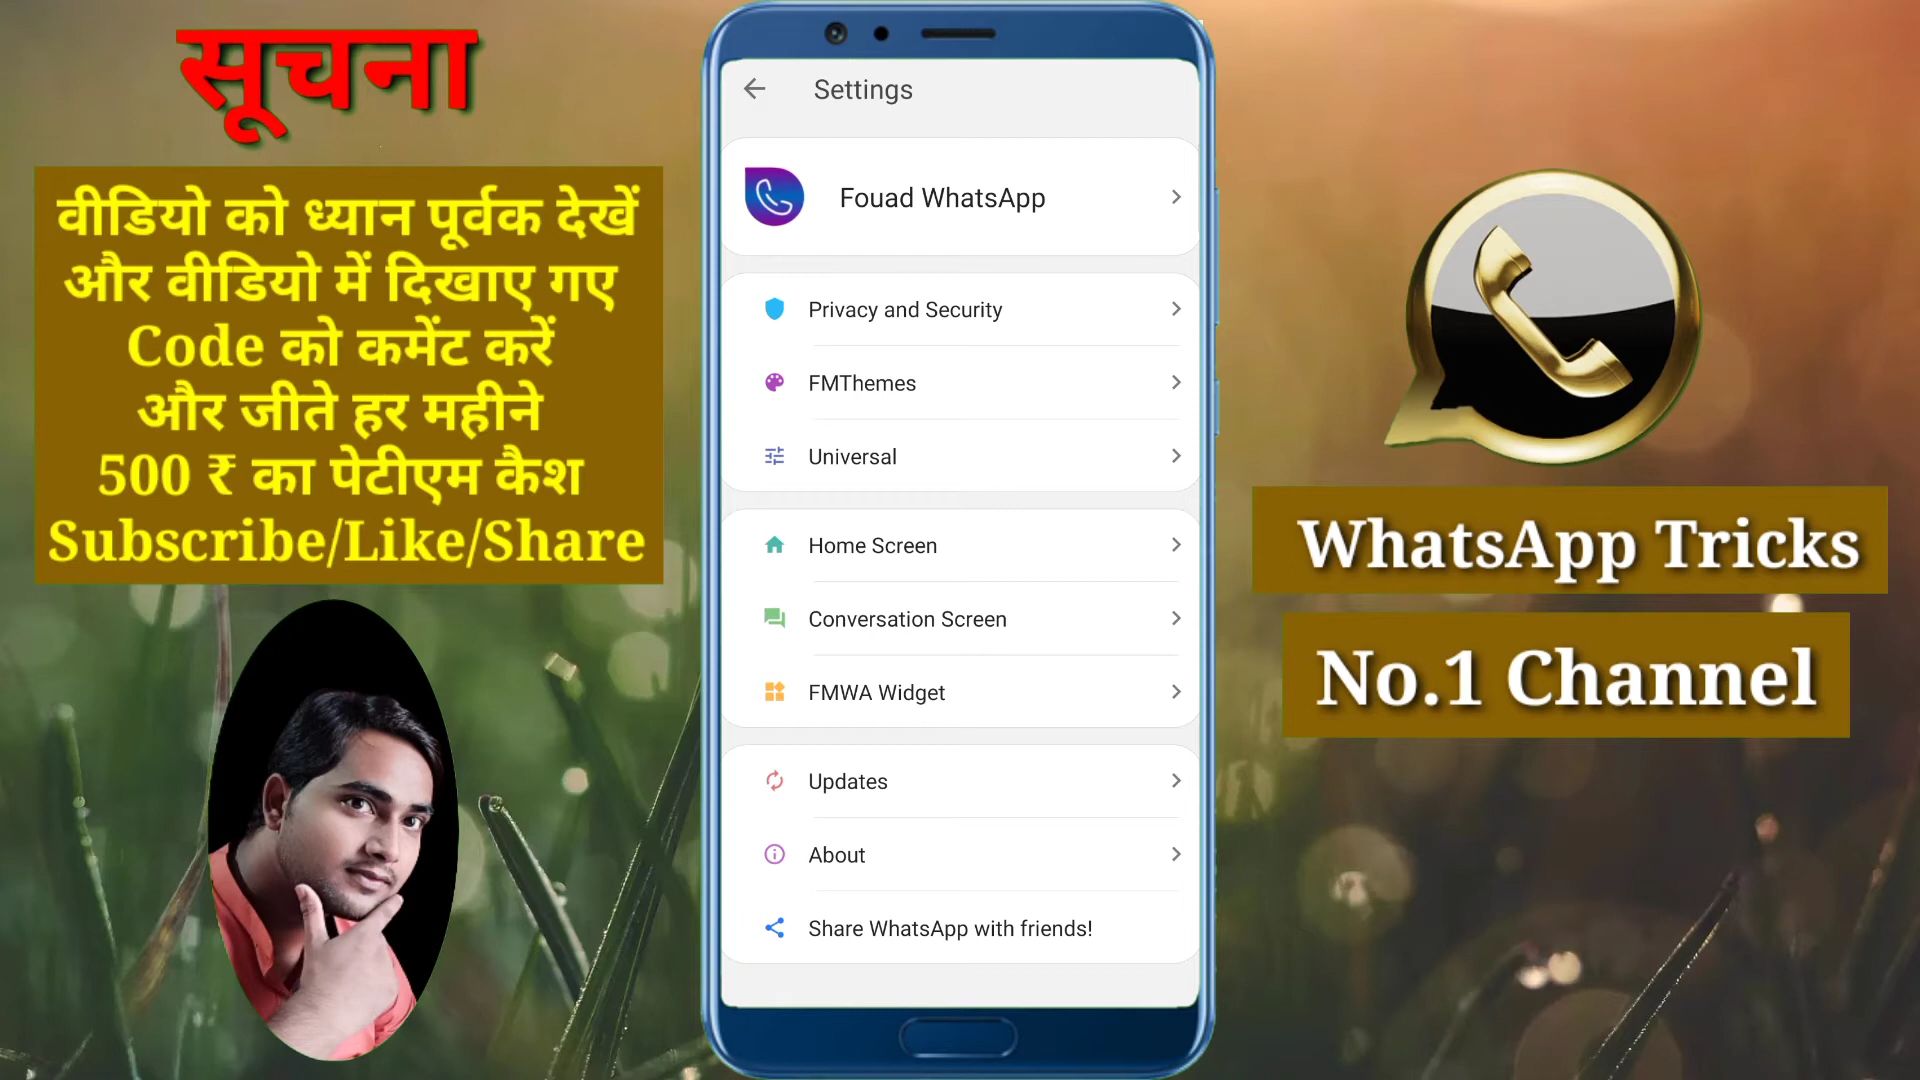 सूचना
वीडियो को ध्यान पूर्वक देखें
और वीडियो में दिखाए गए
Code को कमेंट करें
और जीते हर महीने
500 ₹ का पेटीएम कैश
Subscribe/Like/Share
Settings
Fouad WhatsApp
Privacy and Security
FMThemes
Universal
Home Screen
Conversation Screen
FMWA Widget
Updates
About
Share WhatsApp with friends!
WhatsApp Tricks
No.1 Channel